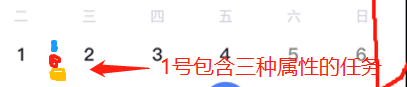 二 三 四 五 六 日
1 2 3 4 5 6
1号包含三种属性的任务